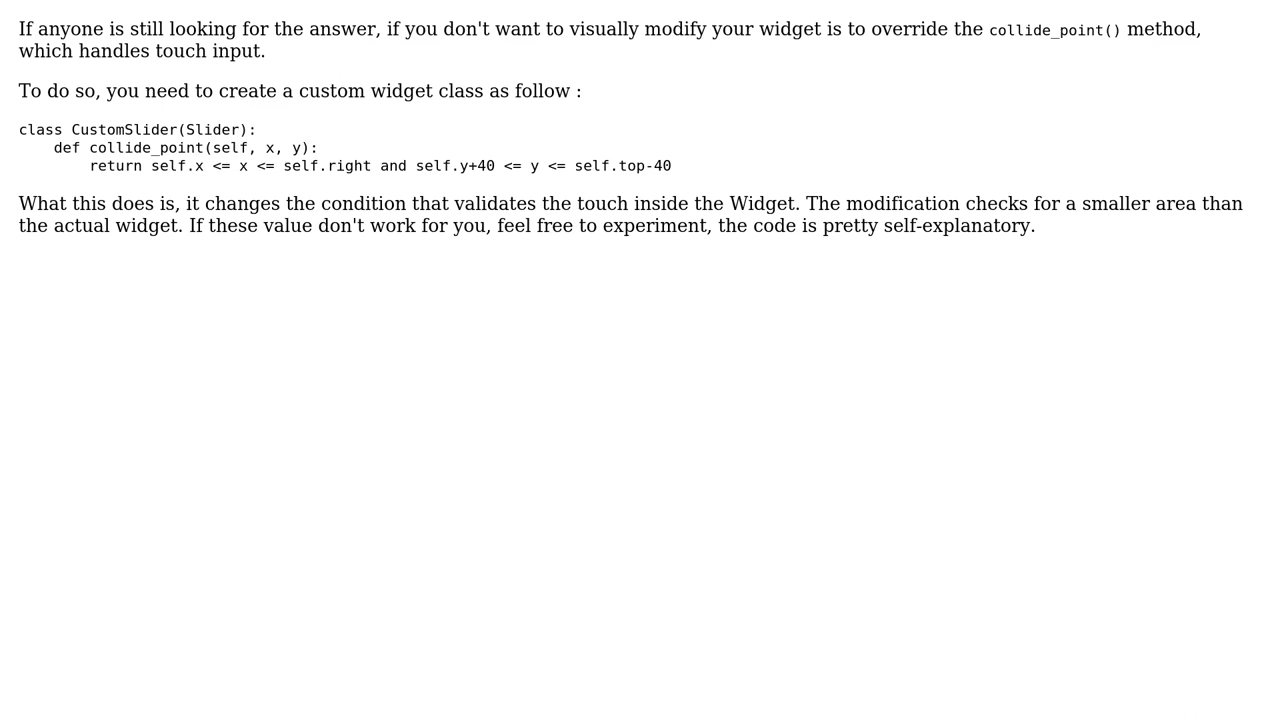 If anyone is still looking for the answer, if you don't want to visually modify your widget is to override the collide_point() method,
which handles touch input.
To do so, you need to create a custom widget class as follow :
class CustomSlider(Slider):
    def collide_point(self, x, y):
        return self.x <= x <= self.right and self.y+40 <= y <= self.top-40
What this does is, it changes the condition that validates the touch inside the Widget. The modification checks for a smaller area than
the actual widget. If these value don't work for you, feel free to experiment, the code is pretty self-explanatory.